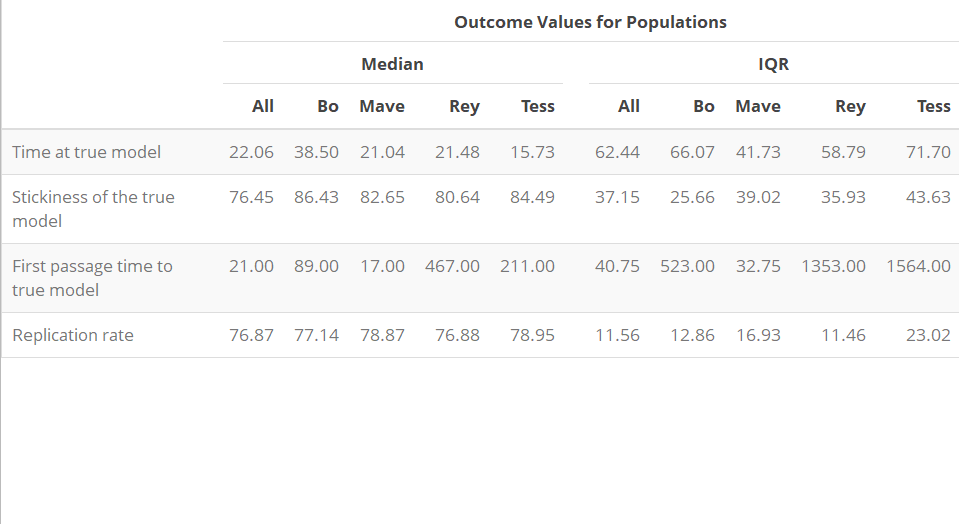 Outcome Values for Populations
Median IQR
All Bo Mave Rey Tess All Bo Mave Rey Tess
Time at true model 22.06 38.50 21.04 21.48 15.73 62.44 66.07 41.73 58.79 71.70
Stickiness of the true 76.45 86.43 82.65 80.64 84.49 37.15 25.66 39.02 35.93 43.63
model
First passage time to 21.00 89.00 17.00 467.00 211.00 40.75 523.00 32.75 1353.00 1564.00
true model
Replication rate 76.87 77.14 78.87 76.88 78.95 11.56 12.86 16.93 11.46 23.02